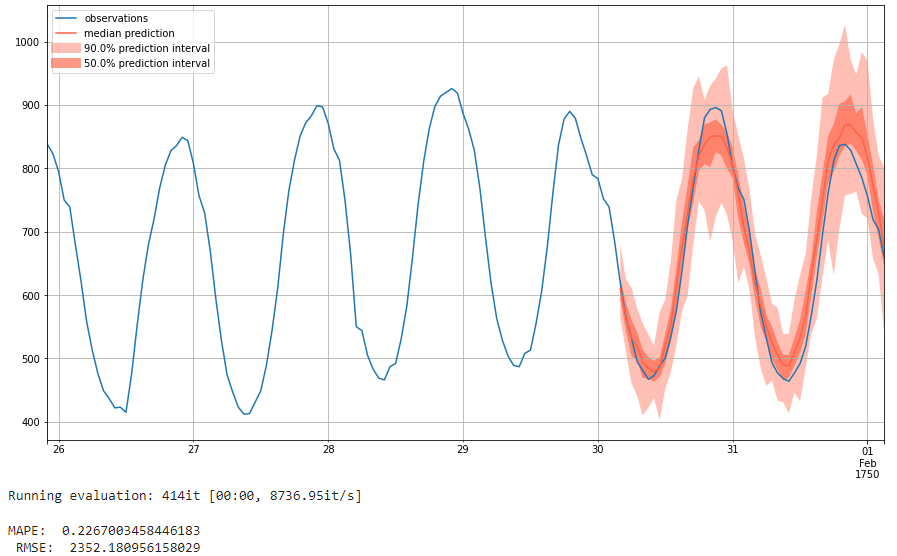 observations
median prediction
90.0% prediction interval
50.0% prediction interval
1000
900
800
700
600
500
400
26
27
28
29
30
31
01
Feb
1750
Running evaluation: 414it [00:00, 8736.95it/s]
MAPE:  0.2267003458446183
RMSE:  2352.180956158029